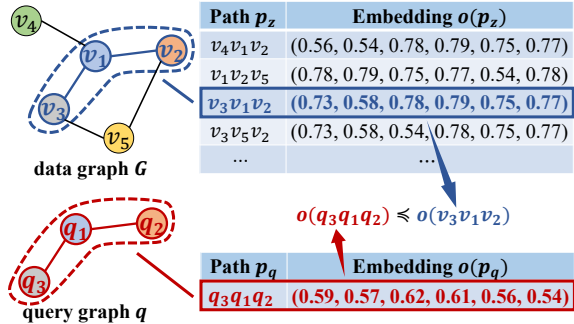 v₄
v₁
v₂
v₃
v₅
data graph G
Path p_z Embedding o(p_z)
v₄v₁v₂ (0.56, 0.54, 0.78, 0.79, 0.75, 0.77)
v₁v₂v₅ (0.78, 0.79, 0.75, 0.77, 0.54, 0.78)
v₃v₁v₂ (0.73, 0.58, 0.78, 0.79, 0.75, 0.77)
v₃v₅v₂ (0.73, 0.58, 0.54, 0.78, 0.75, 0.77)
... ...
o(q₃q₁q₂) ≼ o(v₃v₁v₂)
q₁
q₂
q₃
query graph q
Path p_q Embedding o(p_q)
q₃q₁q₂ (0.59, 0.57, 0.62, 0.61, 0.56, 0.54)